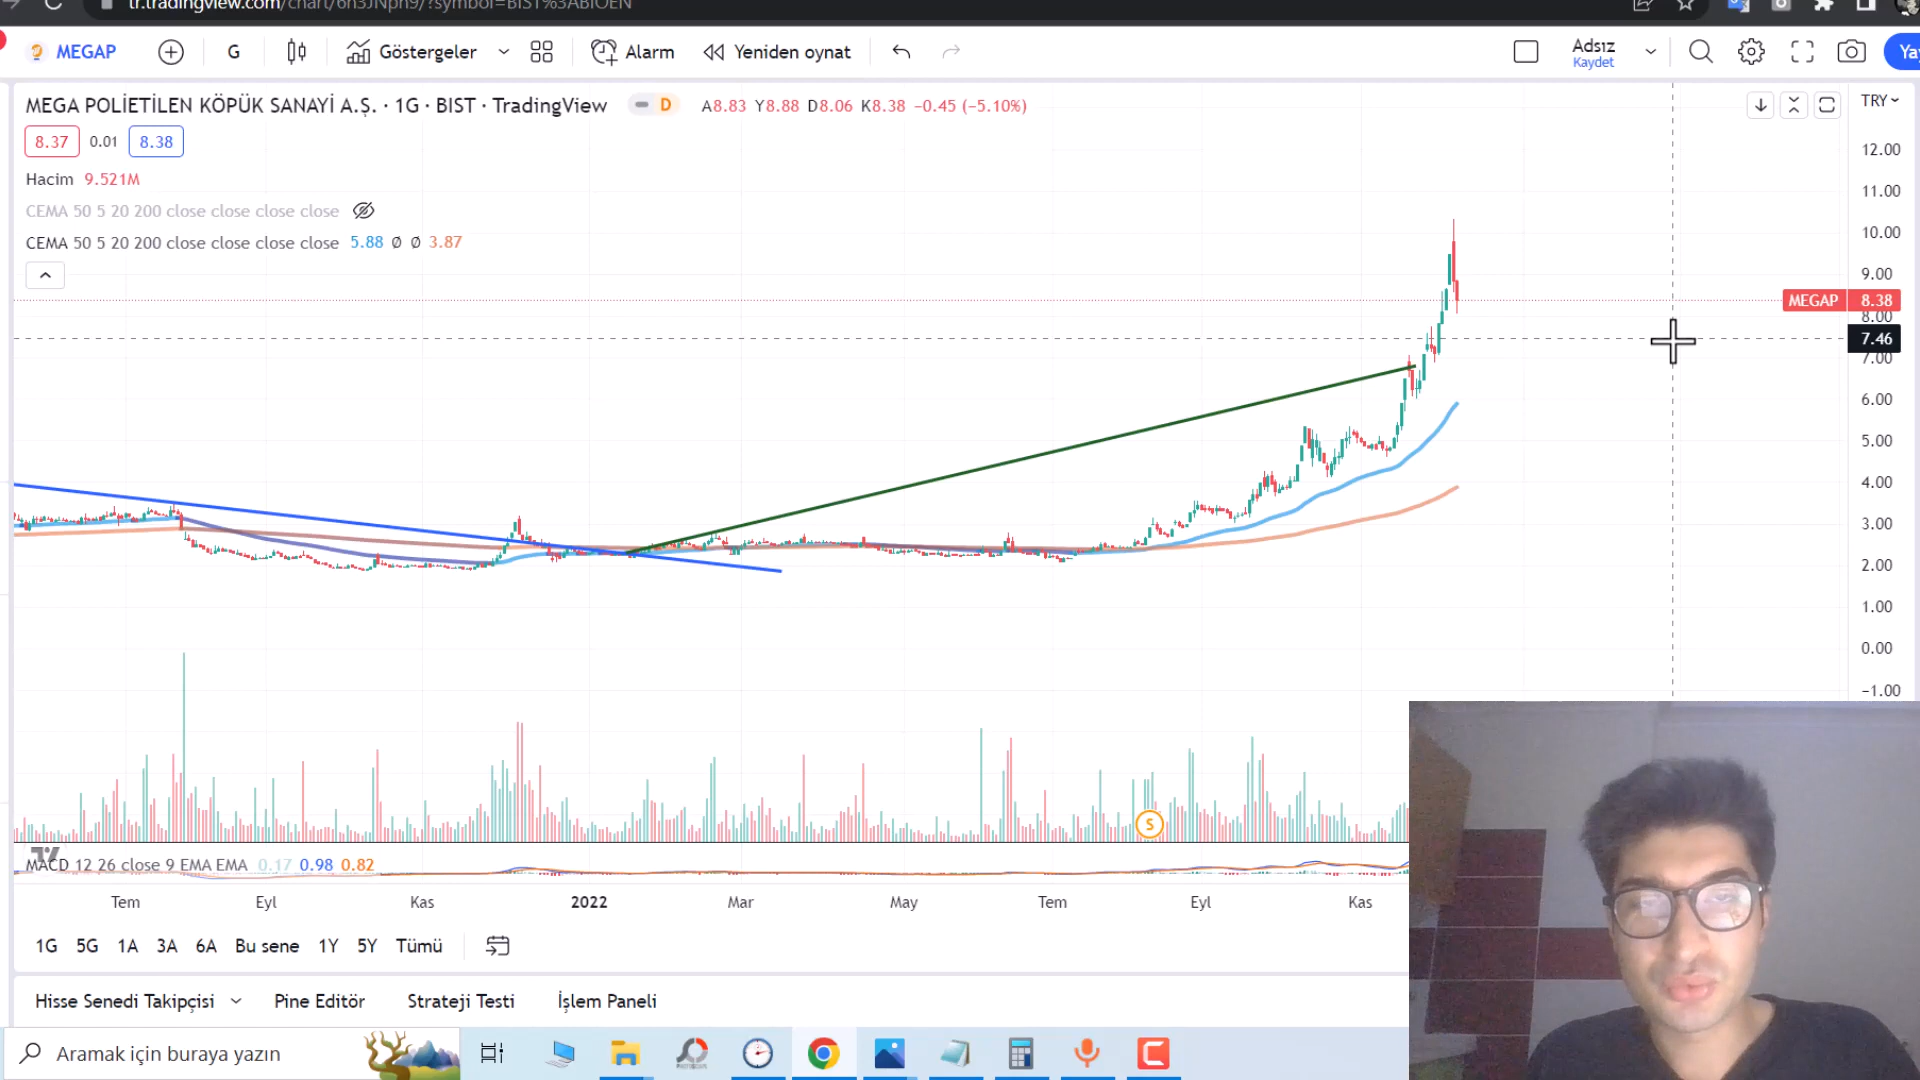 tr.tradingview.com/chart/6n3JNpn9/?symbol=BIST%3ABIOEN
MEGAP G Göstergeler Alarm Yeniden oynat Adsız Kaydet Ya
MEGA POLİETİLEN KÖPÜK SANAYİ A.Ş. · 1G · BIST · TradingView D A8.83 Y8.88 D8.06 K8.38 −0.45 (−5.10%) TRY
8.37 0.01 8.38
Hacim 9.521M
CEMA 50 5 20 200 close close close close
CEMA 50 5 20 200 close close close close 5.88 Ø Ø 3.87
12.00
11.00
10.00
9.00
MEGAP 8.38
8.00
7.46
7.00
6.00
5.00
4.00
3.00
2.00
1.00
0.00
−1.00
S
MACD 12 26 close 9 EMA EMA 0.17 0.98 0.82
Tem Eyl Kas 2022 Mar May Tem Eyl Kas
1G 5G 1A 3A 6A Bu sene 1Y 5Y Tümü
Hisse Senedi Takipçisi Pine Editör Strateji Testi İşlem Paneli
Aramak için buraya yazın